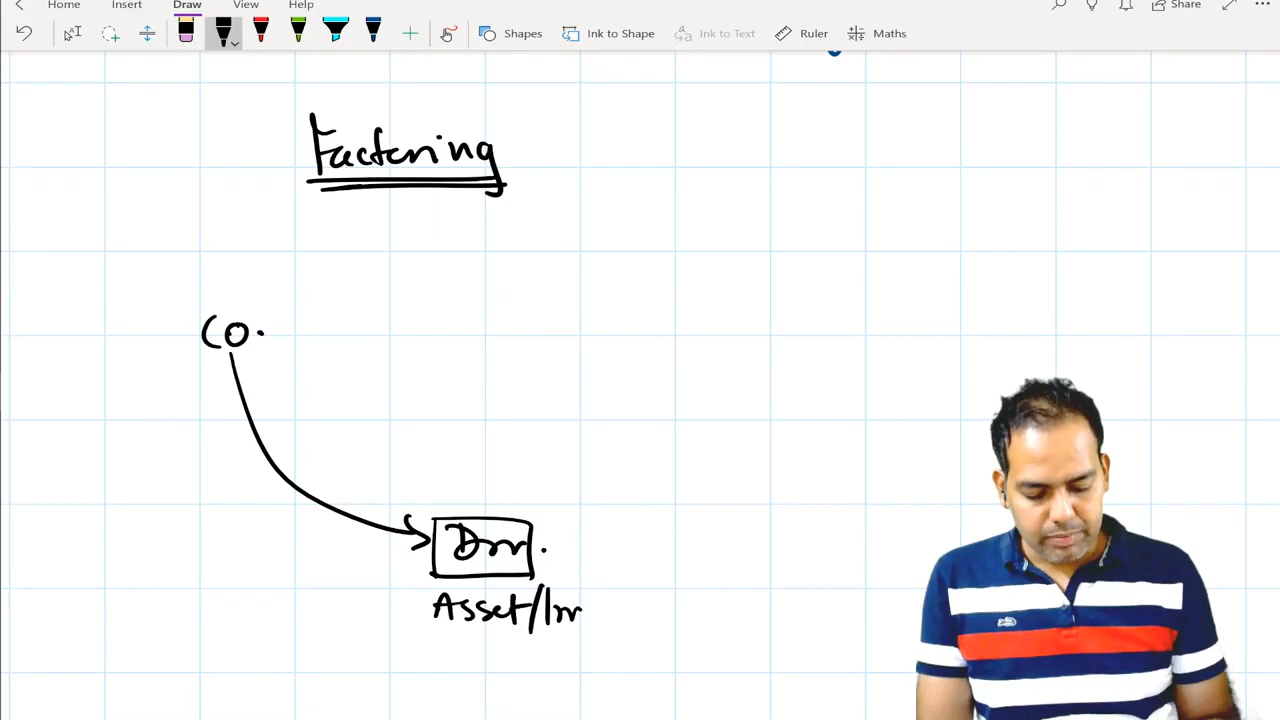 Home Insert Draw View Help Share
Shapes Ink to Shape Ink to Text Ruler Maths
Factoring
Co.
Drr.
Asset/